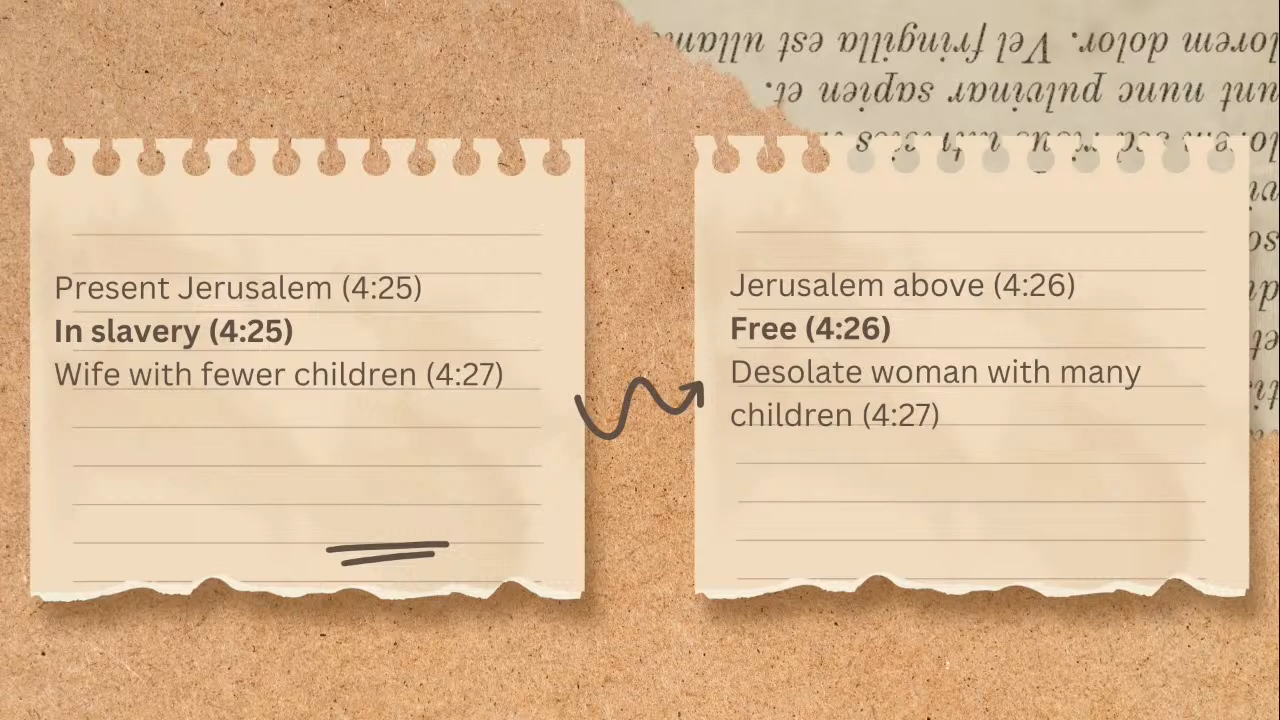 lorem dolor. Vel fringilla est ullam
unt nunc pulvinar sapien et.
Present Jerusalem (4:25)
In slavery (4:25)
Wife with fewer children (4:27)
Jerusalem above (4:26)
Free (4:26)
Desolate woman with many
children (4:27)